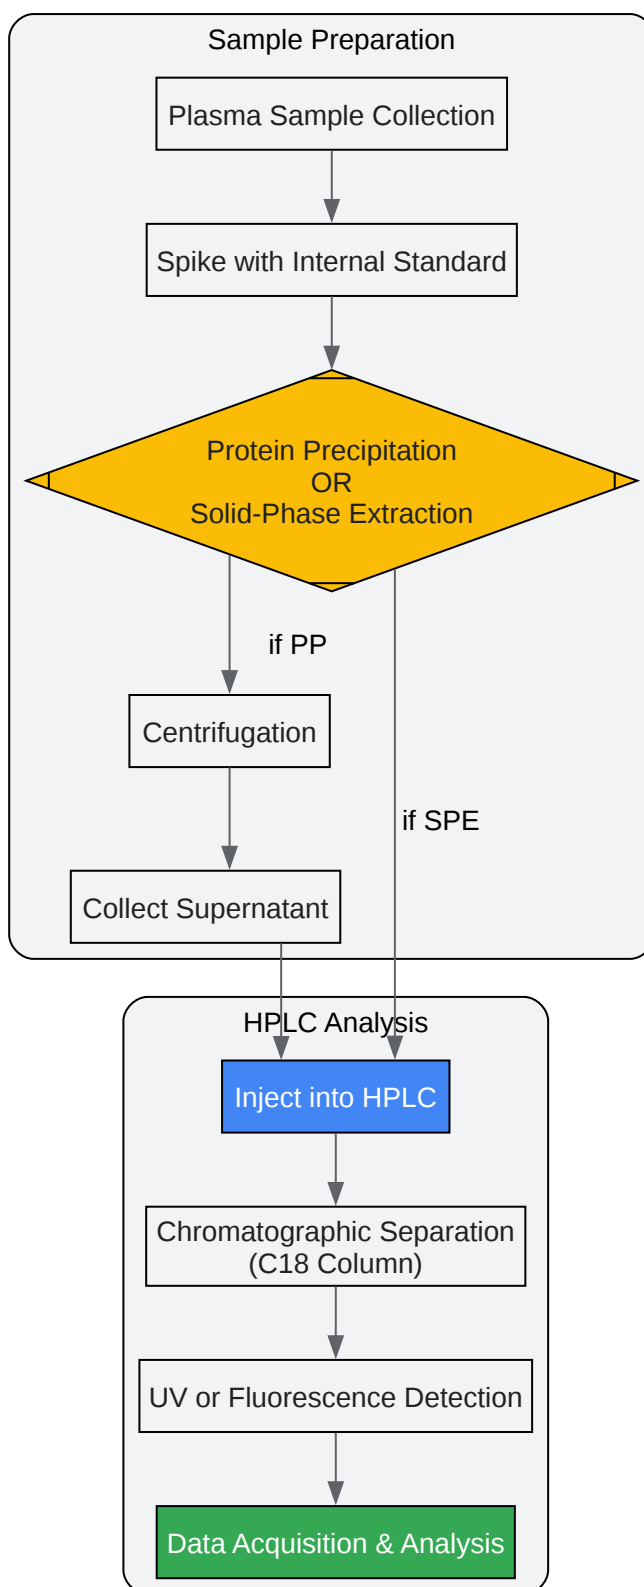 Sample Preparation
Plasma Sample Collection
Spike with Internal Standard
Protein Precipitation
OR
Solid-Phase Extraction
if PP
Centrifugation
if SPE
Collect Supernatant
HPLC Analysis
Inject into HPLC
Chromatographic Separation
(C18 Column)
UV or Fluorescence Detection
Data Acquisition & Analysis